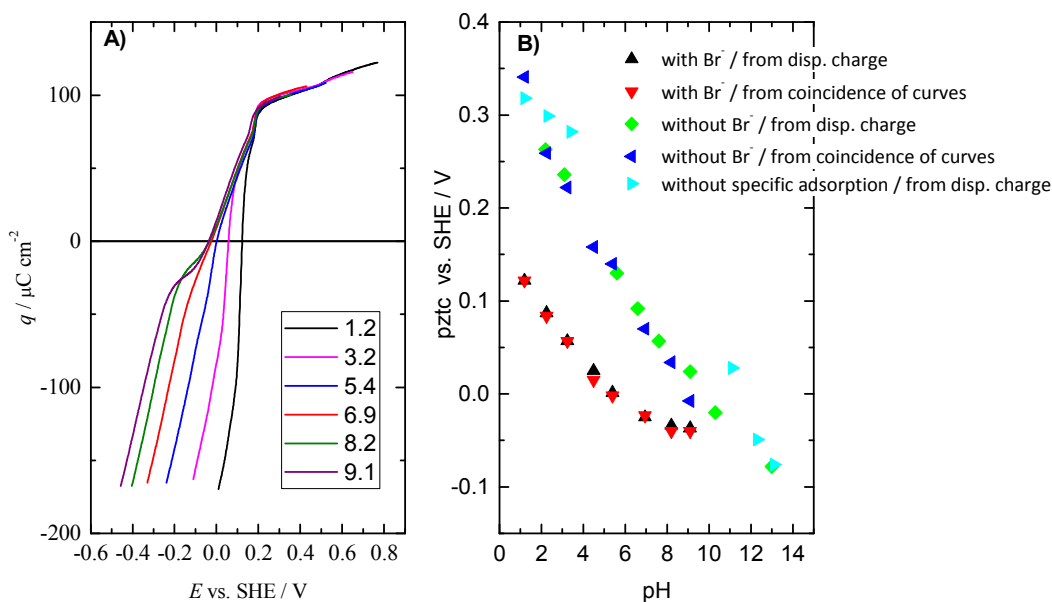 A)
100
0
-100
-200
q / μC cm⁻²
-0.6 -0.4 -0.2 0.0 0.2 0.4 0.6 0.8
E vs. SHE / V
1.2
3.2
5.4
6.9
8.2
9.1
B)
with Br⁻ / from disp. charge
with Br⁻ / from coincidence of curves
without Br⁻ / from disp. charge
without Br⁻ / from coincidence of curves
without specific adsorption / from disp. charge
0.4
0.3
0.2
0.1
0.0
-0.1
pztc vs. SHE / V
0 2 4 6 8 10 12 14
pH